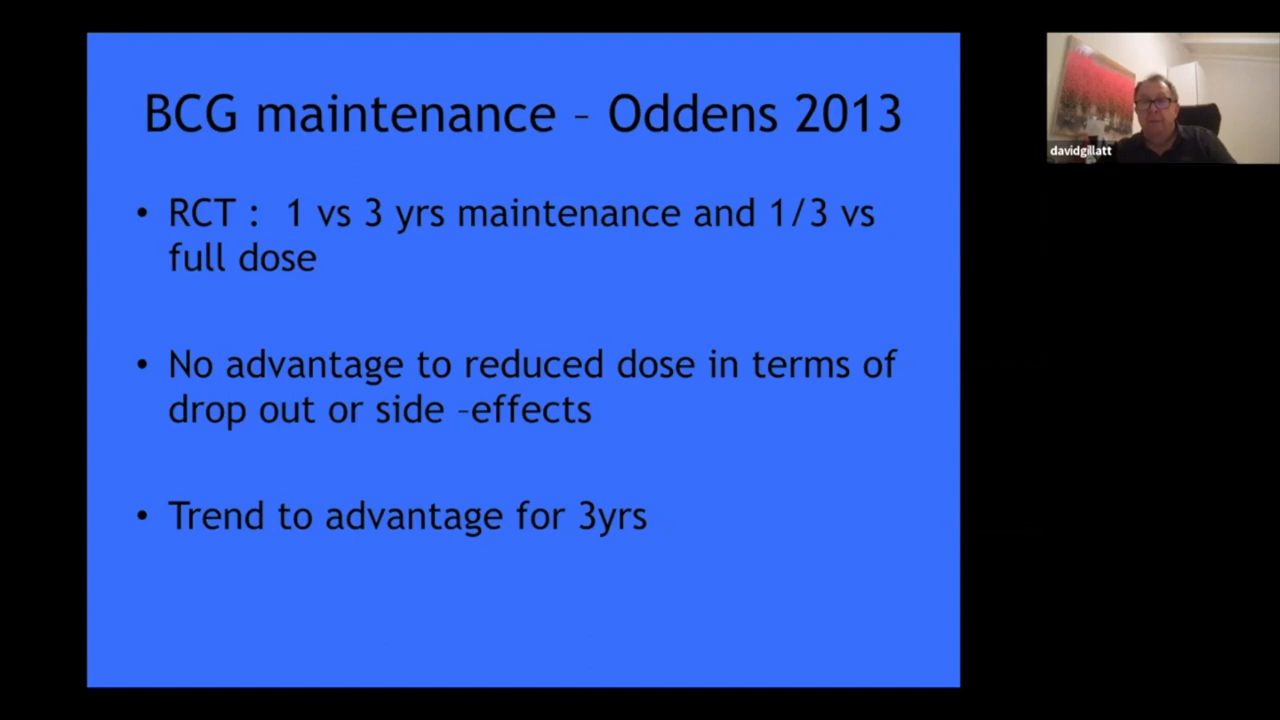 BCG maintenance – Oddens 2013
• RCT : 1 vs 3 yrs maintenance and 1/3 vs
full dose
• No advantage to reduced dose in terms of
drop out or side –effects
• Trend to advantage for 3yrs
davidgillatt